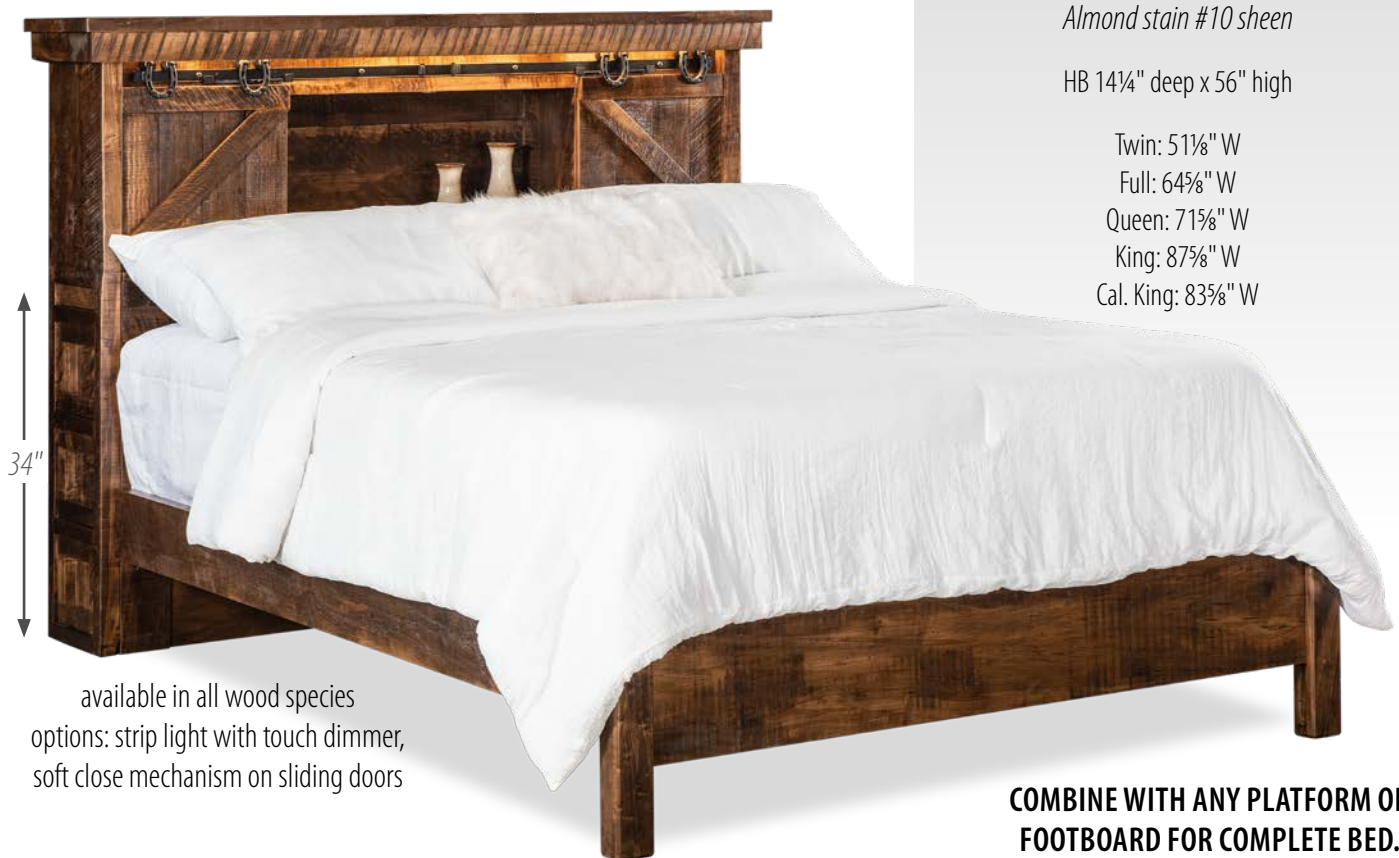 Almond stain #10 sheen
HB 14¼" deep x 56" high
Twin: 51⅛" W
Full: 64⅝" W
Queen: 71⅝" W
King: 87⅝" W
Cal. King: 83⅝" W
34"
available in all wood species
options: strip light with touch dimmer,
soft close mechanism on sliding doors
COMBINE WITH ANY PLATFORM
FOOTBOARD FOR COMPLETE BED.